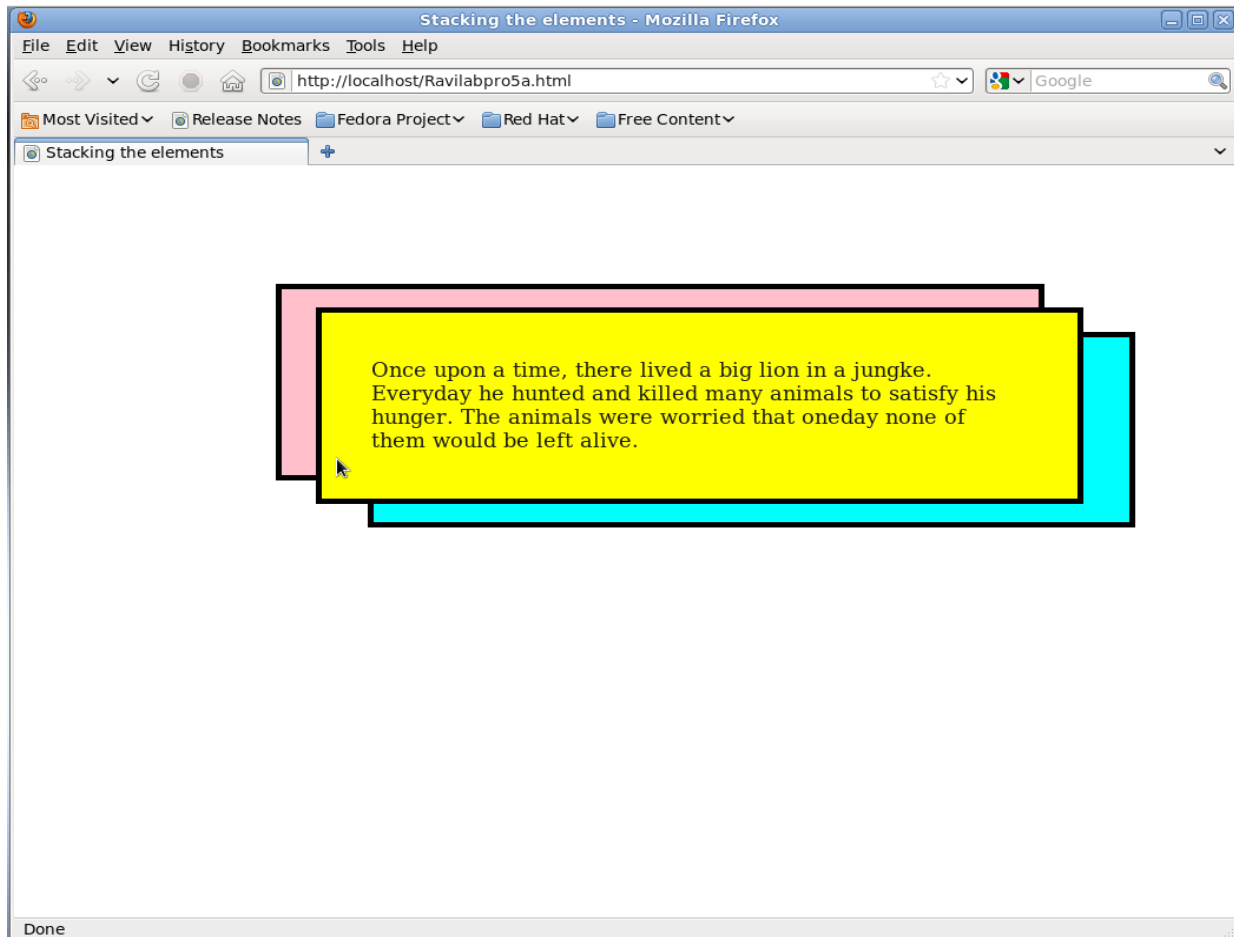 Stacking the elements - Mozilla Firefox
File Edit View History Bookmarks Tools Help
http://localhost/Ravilabpro5a.html Google
Most Visited Release Notes Fedora Project Red Hat Free Content
Stacking the elements
Once upon a time, there lived a big lion in a jungke.
Everyday he hunted and killed many animals to satisfy his
hunger. The animals were worried that oneday none of
them would be left alive.
Done